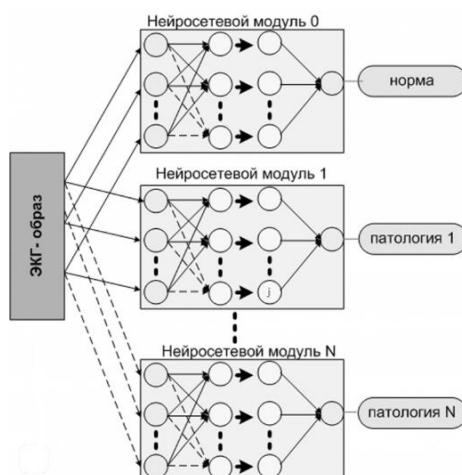 Нейросетевой модуль 0
норма
Нейросетевой модуль 1
ЭКГ- образ
патология 1
j
Нейросетевой модуль N
патология N